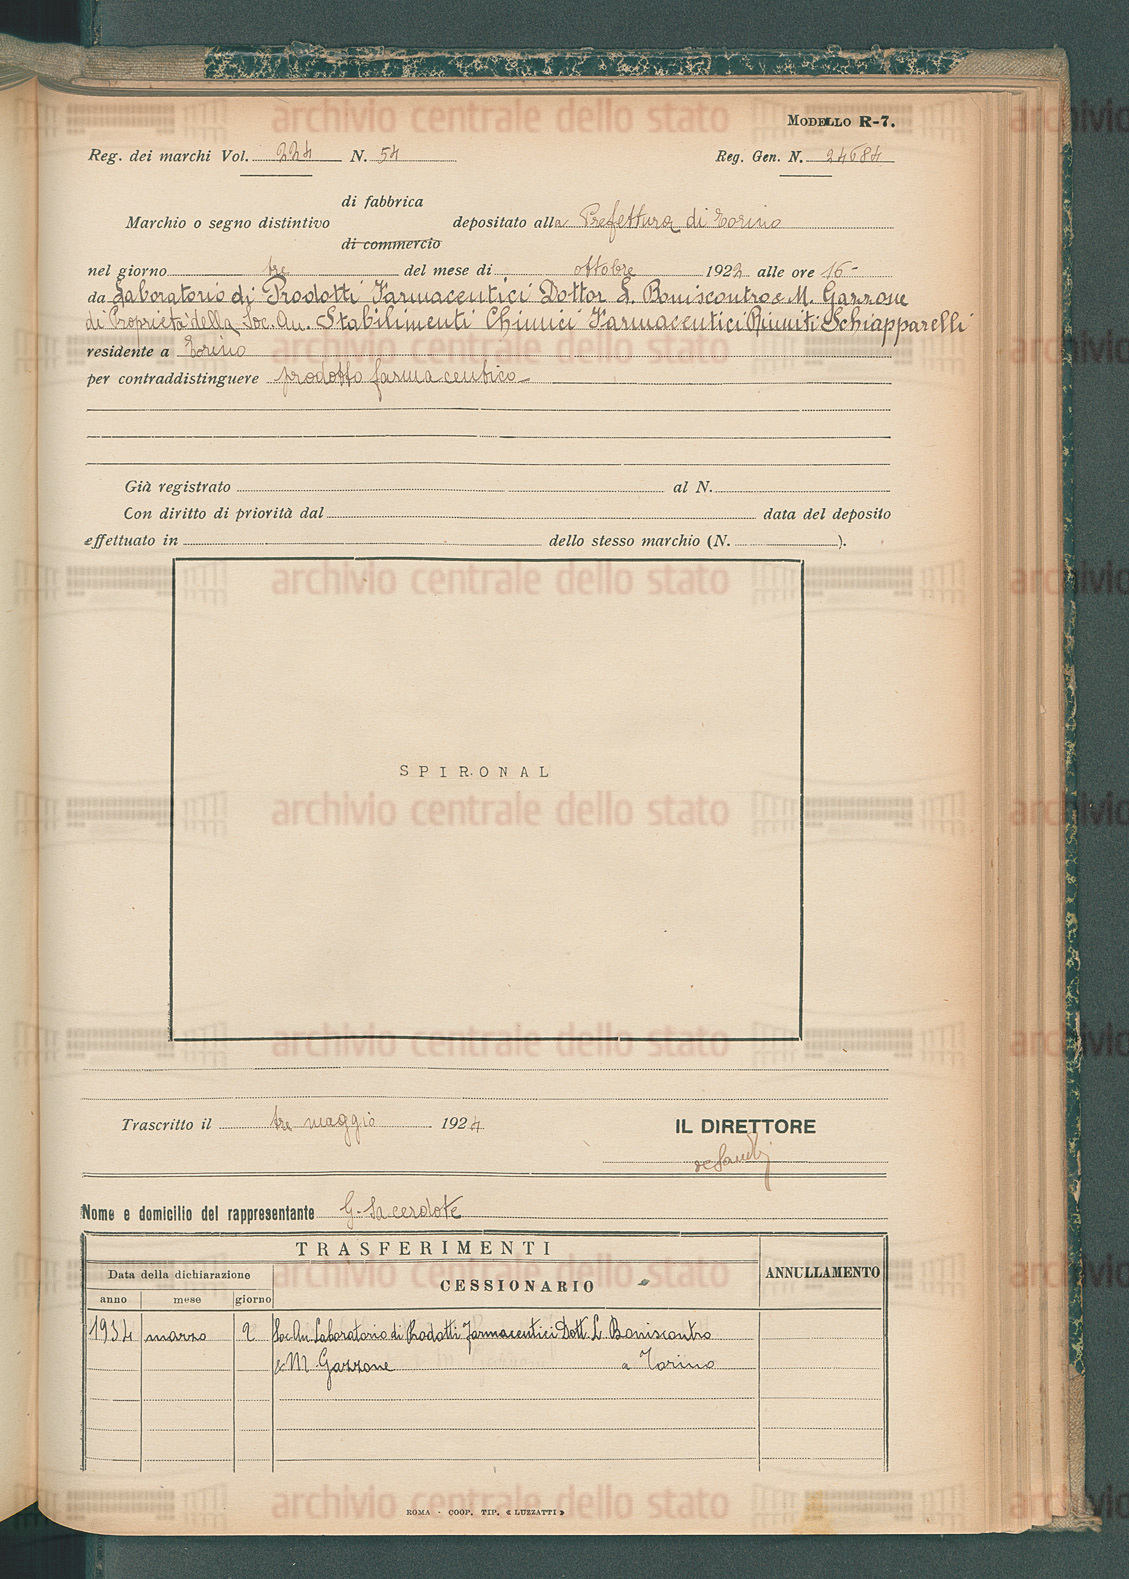 MODELLO R-7.
Reg. dei marchi Vol. 224 N. 54 Reg. Gen. N. 24684
di fabbrica
Marchio o segno distintivo depositato alla Prefettura di Torino
di commercio
nel giorno tre del mese di ottobre 1922 alle ore 16-
da Laboratorio di Prodotti Farmaceutici Dottor L. Boniscontro e M. Gazzone
di Proprietà della Soc. An. Stabilimenti Chimici Farmaceutici Riuniti Schiapparelli
residente a Torino
per contraddistinguere prodotto farmaceutico
Già registrato al N.
Con diritto di priorità dal data del deposito
effettuato in dello stesso marchio (N. ).
SPIRONAL
Trascritto il tre maggio 1924 IL DIRETTORE
Nome e domicilio del rappresentante G. Sacerdote
TRASFERIMENTI
Data della dichiarazione CESSIONARIO ANNULLAMENTO
anno mese giorno
1934 marzo 2 Soc. An. Laboratorio di Prodotti Farmaceutici Dott. L. Boniscontro
& M. Gazzone a Torino
ROMA - COOP. TIP. « LUZZATTI »
archivio centrale dello stato